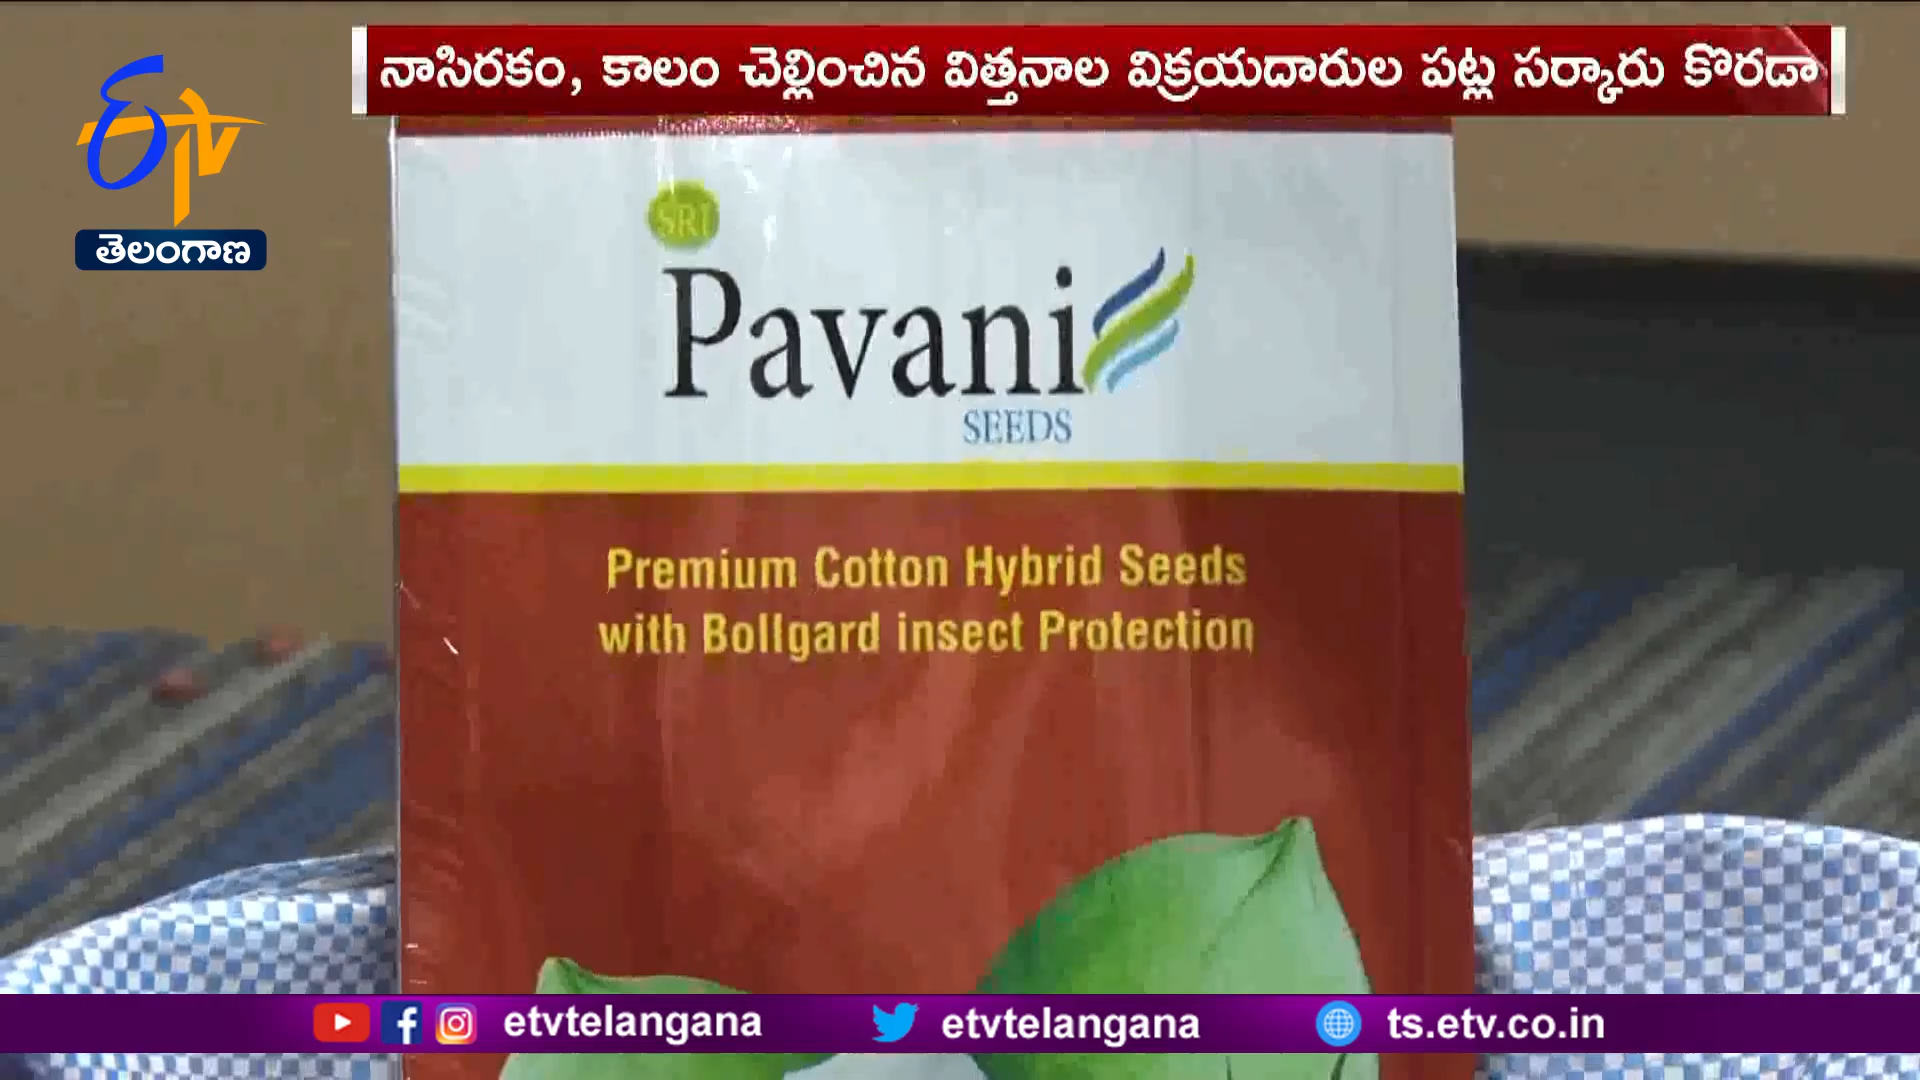 నాసిరకం, కాలం చెల్లించిన విత్తనాల విక్రయదారుల పట్ల సర్కారు కొరడా
ETV
తెలంగాణ
SRI
Pavani
SEEDS
Premium Cotton Hybrid Seeds
with Bollgard insect Protection
etvtelangana
etvtelangana
ts.etv.co.in